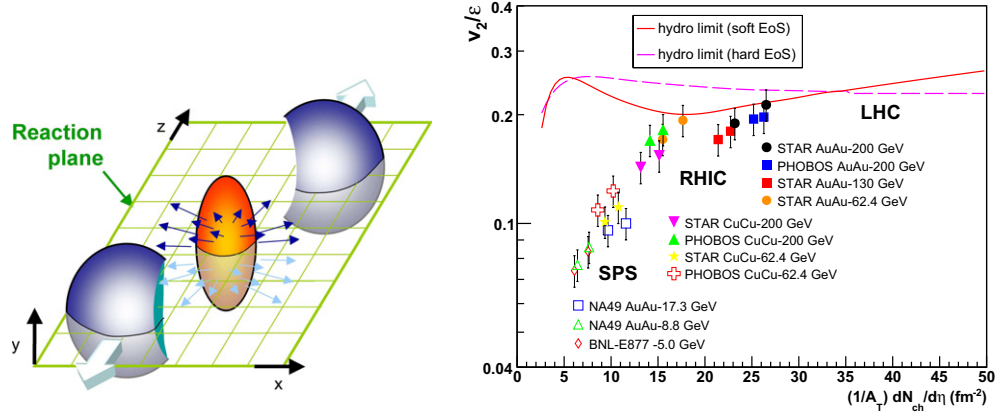 Reaction
plane
z
y
x
v₂/ε
0.4
0.3
0.2
0.1
0.04
hydro limit (soft EoS)
hydro limit (hard EoS)
LHC
STAR AuAu-200 GeV
PHOBOS AuAu-200 GeV
STAR AuAu-130 GeV
STAR AuAu-62.4 GeV
RHIC
STAR CuCu-200 GeV
PHOBOS CuCu-200 GeV
STAR CuCu-62.4 GeV
PHOBOS CuCu-62.4 GeV
SPS
NA49 AuAu-17.3 GeV
NA49 AuAu-8.8 GeV
BNL-E877 -5.0 GeV
0 5 10 15 20 25 30 35 40 45 50
(1/A_T) dN_ch/dη (fm⁻²)